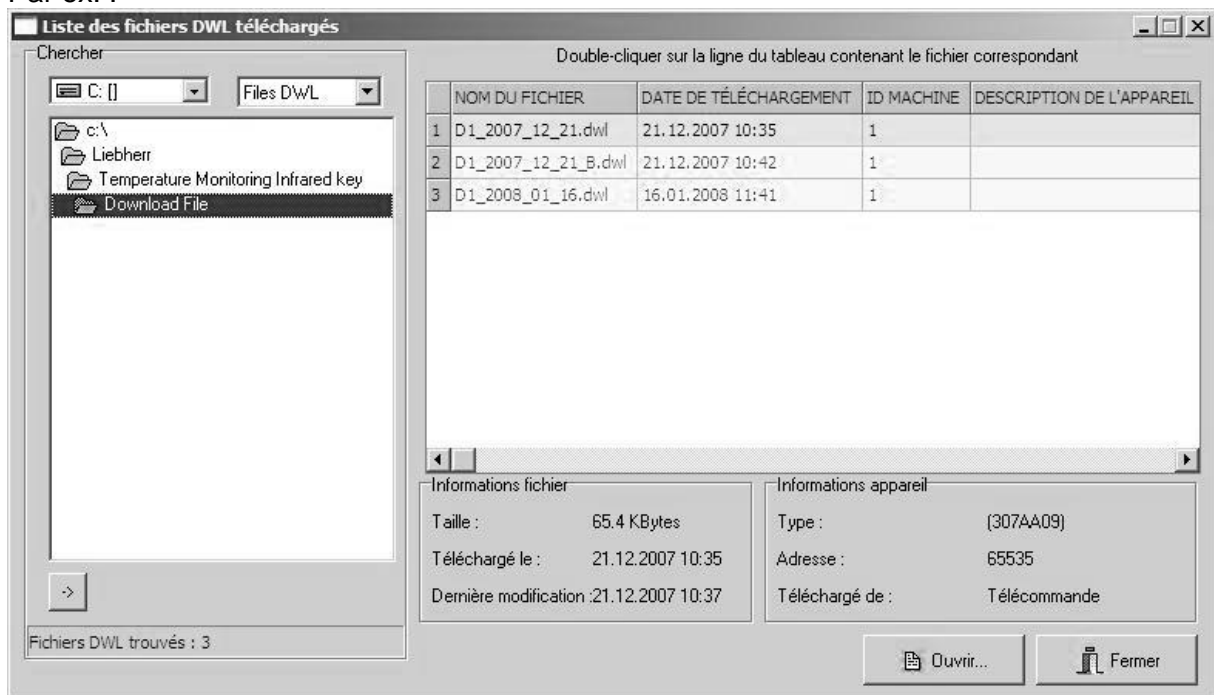 Liste des fichiers DWL téléchargés
Chercher
C: []
Files DWL
c:\
Liebherr
Temperature Monitoring Infrared key
Download File
->
Fichiers DWL trouvés : 3
Double-cliquer sur la ligne du tableau contenant le fichier correspondant
NOM DU FICHIER DATE DE TÉLÉCHARGEMENT ID MACHINE DESCRIPTION DE L'APPAREIL
1 D1_2007_12_21.dwl 21.12.2007 10:35 1
2 D1_2007_12_21_B.dwl 21.12.2007 10:42 1
3 D1_2008_01_16.dwl 16.01.2008 11:41 1
Informations fichier
Taille : 65.4 KBytes
Téléchargé le : 21.12.2007 10:35
Dernière modification :21.12.2007 10:37
Informations appareil
Type : (307AA09)
Adresse : 65535
Téléchargé de : Télécommande
Ouvrir...
Fermer